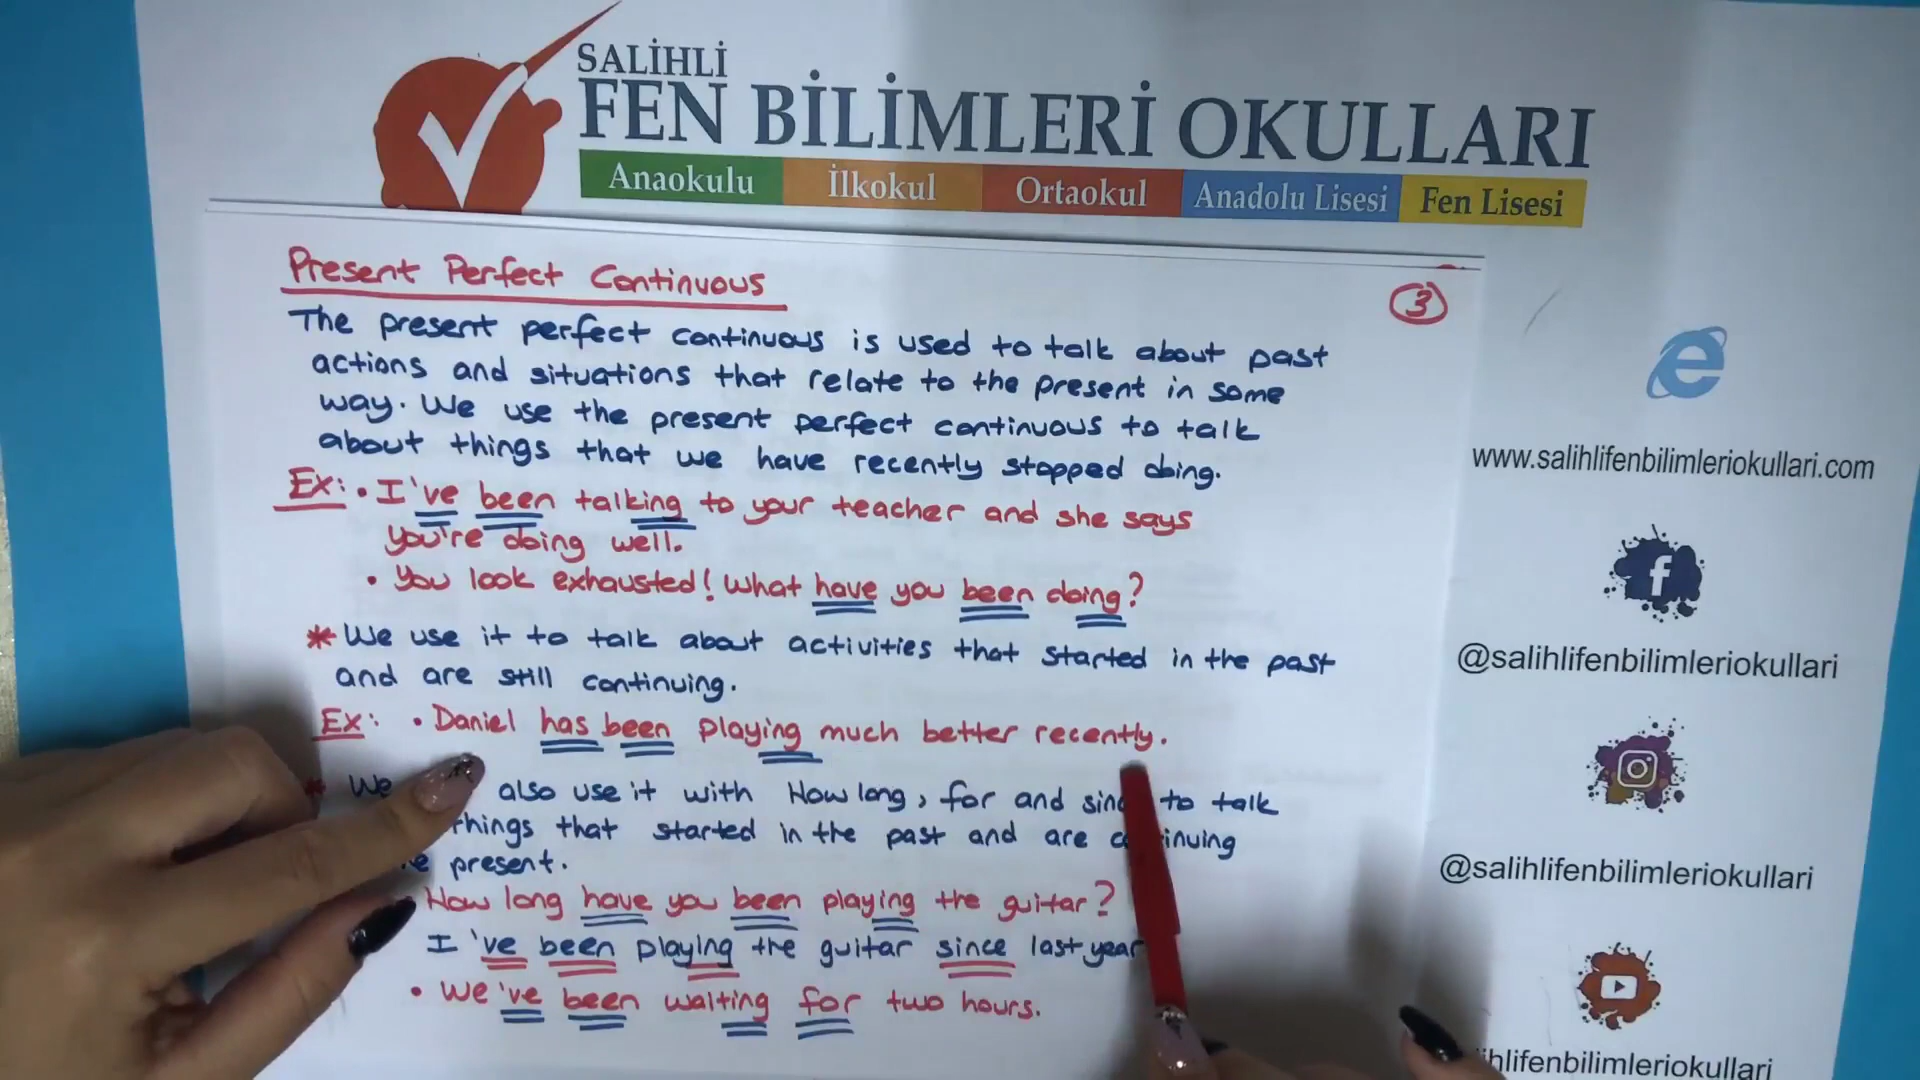 SALİHLİ
FEN BİLİMLERİ OKULLARI
Anaokulu İlkokul Ortaokul Anadolu Lisesi Fen Lisesi
Present Perfect Continuous
3
The present perfect continuous is used to talk about past
actions and situations that relate to the present in some
way. We use the present perfect continuous to talk
about things that we have recently stopped doing.
Ex: • I've been talking to your teacher and she says
you're doing well.
• You look exhausted! What have you been doing?
* We use it to talk about activities that started in the past
and are still continuing.
Ex: • Daniel has been playing much better recently.
* We also use it with How long, for and to talk
things that started in the past and are
present.
How long have you been playing the guitar?
I've been playing the guitar since last year
• We've been waiting for two hours.
www.salihlifenbilimleriokullari.com
@salihlifenbilimleriokullari
@salihlifenbilimleriokullari
ihlifenbilimleriokullari